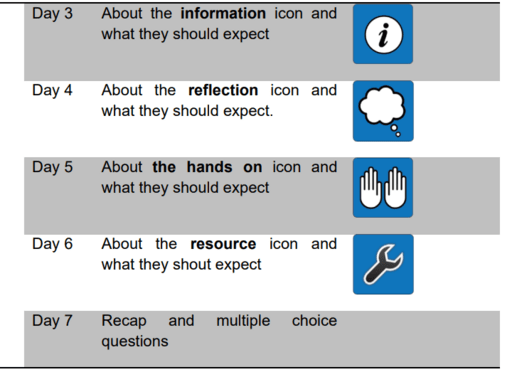 Day 3 About the information icon and
what they should expect
i
Day 4 About the reflection icon and
what they should expect.
Day 5 About the hands on icon and
what they should expect
Day 6 About the resource icon and
what they shout expect
Day 7 Recap and multiple choice
questions